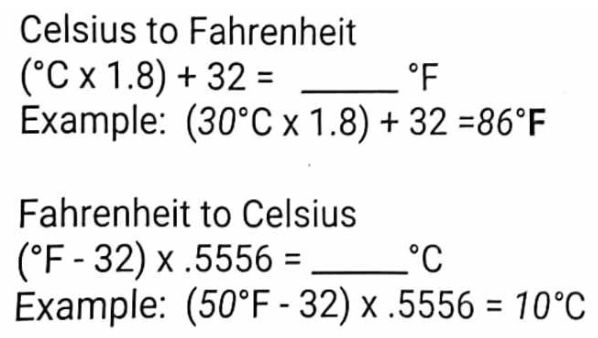 Celsius to Fahrenheit
(°C x 1.8) + 32 = _____ °F
Example: (30°C x 1.8) + 32 =86°F
Fahrenheit to Celsius
(°F - 32) x .5556 = _____°C
Example: (50°F - 32) x .5556 = 10°C